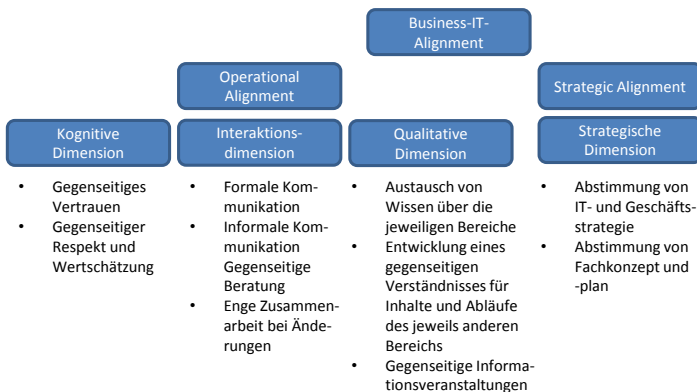 Business-IT-
Alignment
Operational
Alignment
Strategic Alignment
Kognitive
Dimension
Interaktions-
dimension
Qualitative
Dimension
Strategische
Dimension
• Gegenseitiges
Vertrauen
• Gegenseitiger
Respekt und
Wertschätzung
• Formale Kom-
munikation
• Informale Kom-
munikation
Gegenseitige
Beratung
• Enge Zusammen-
arbeit bei Ände-
rungen
• Austausch von
Wissen über die
jeweiligen Bereiche
• Entwicklung eines
gegenseitigen
Verständnisses für
Inhalte und Abläufe
des jeweils anderen
Bereichs
• Gegenseitige Informa-
tionsveranstaltungen
• Abstimmung von
IT- und Geschäfts-
strategie
• Abstimmung von
Fachkonzept und
-plan